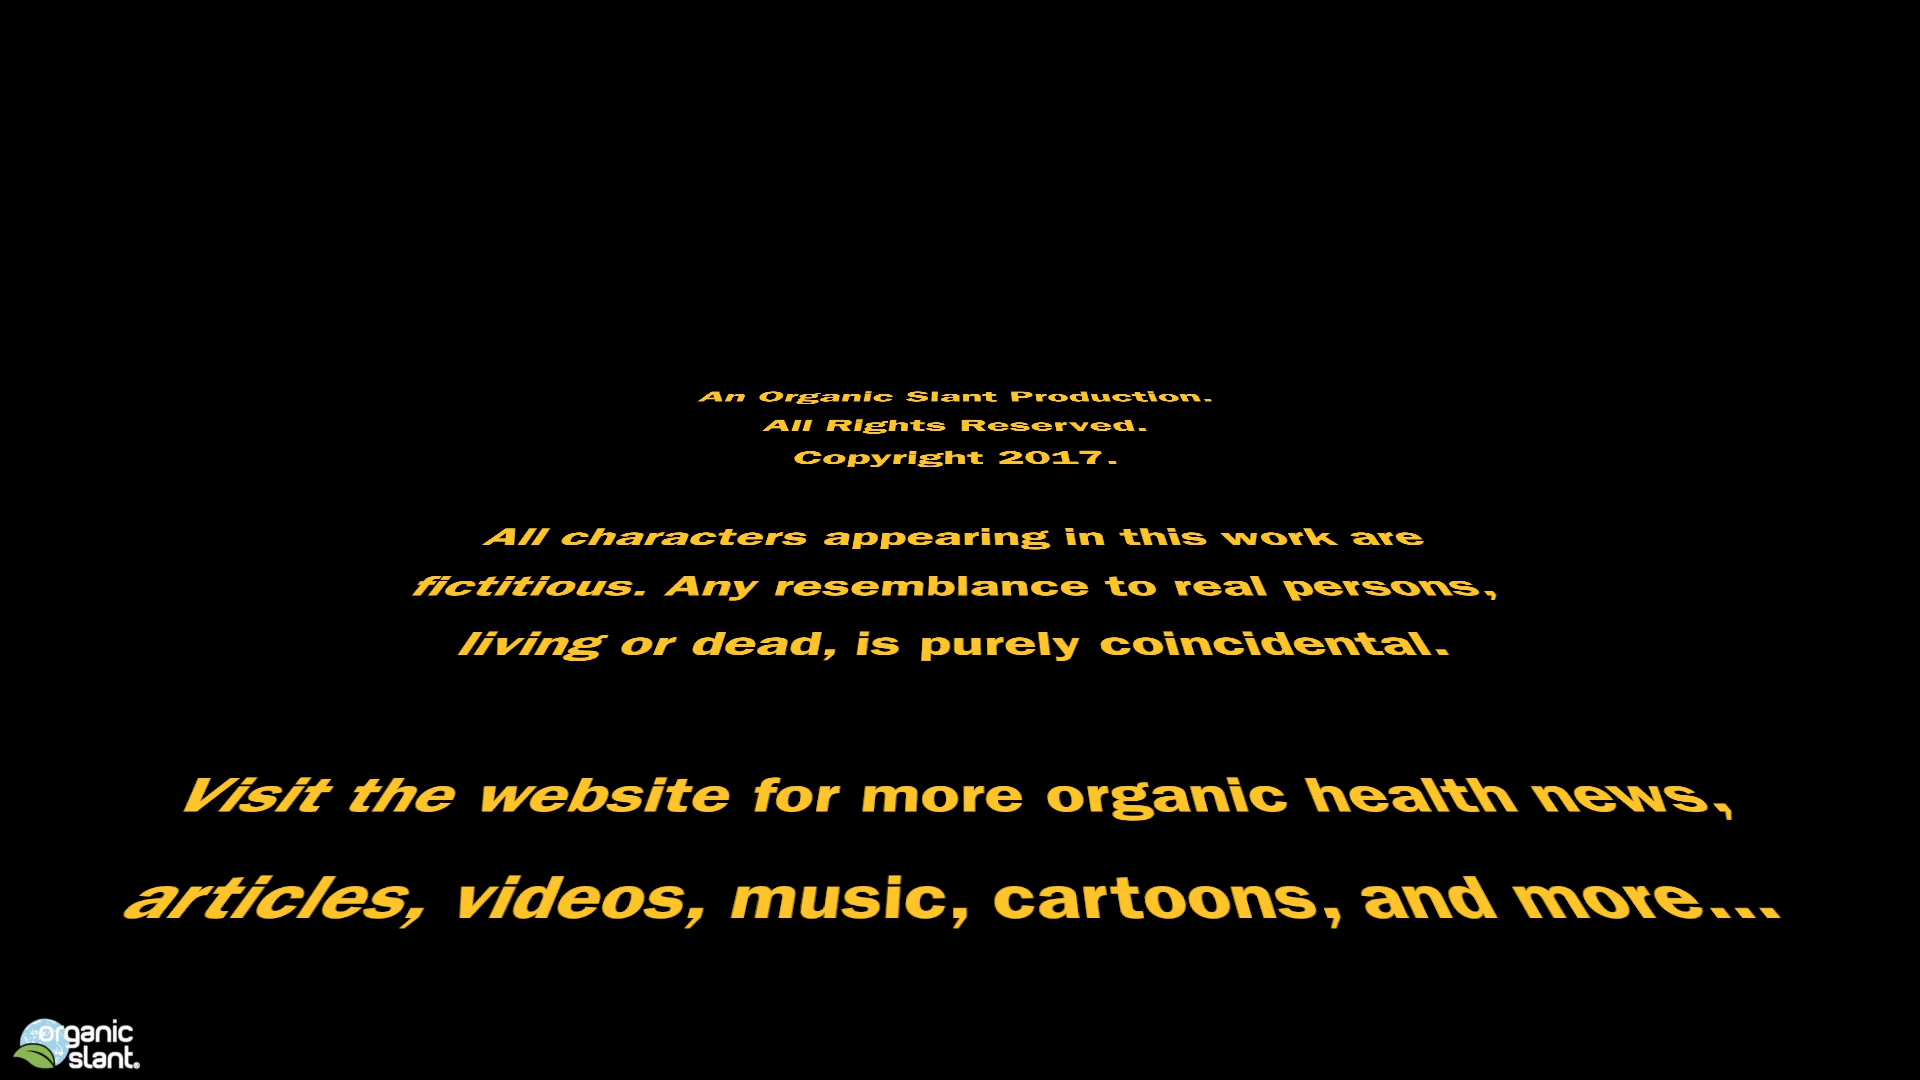 An Organic Slant Production.
All Rights Reserved.
Copyright 2017.
All characters appearing in this work are
fictitious. Any resemblance to real persons,
living or dead, is purely coincidental.
Visit the website for more organic health news,
articles, videos, music, cartoons, and more...
organic
slant®